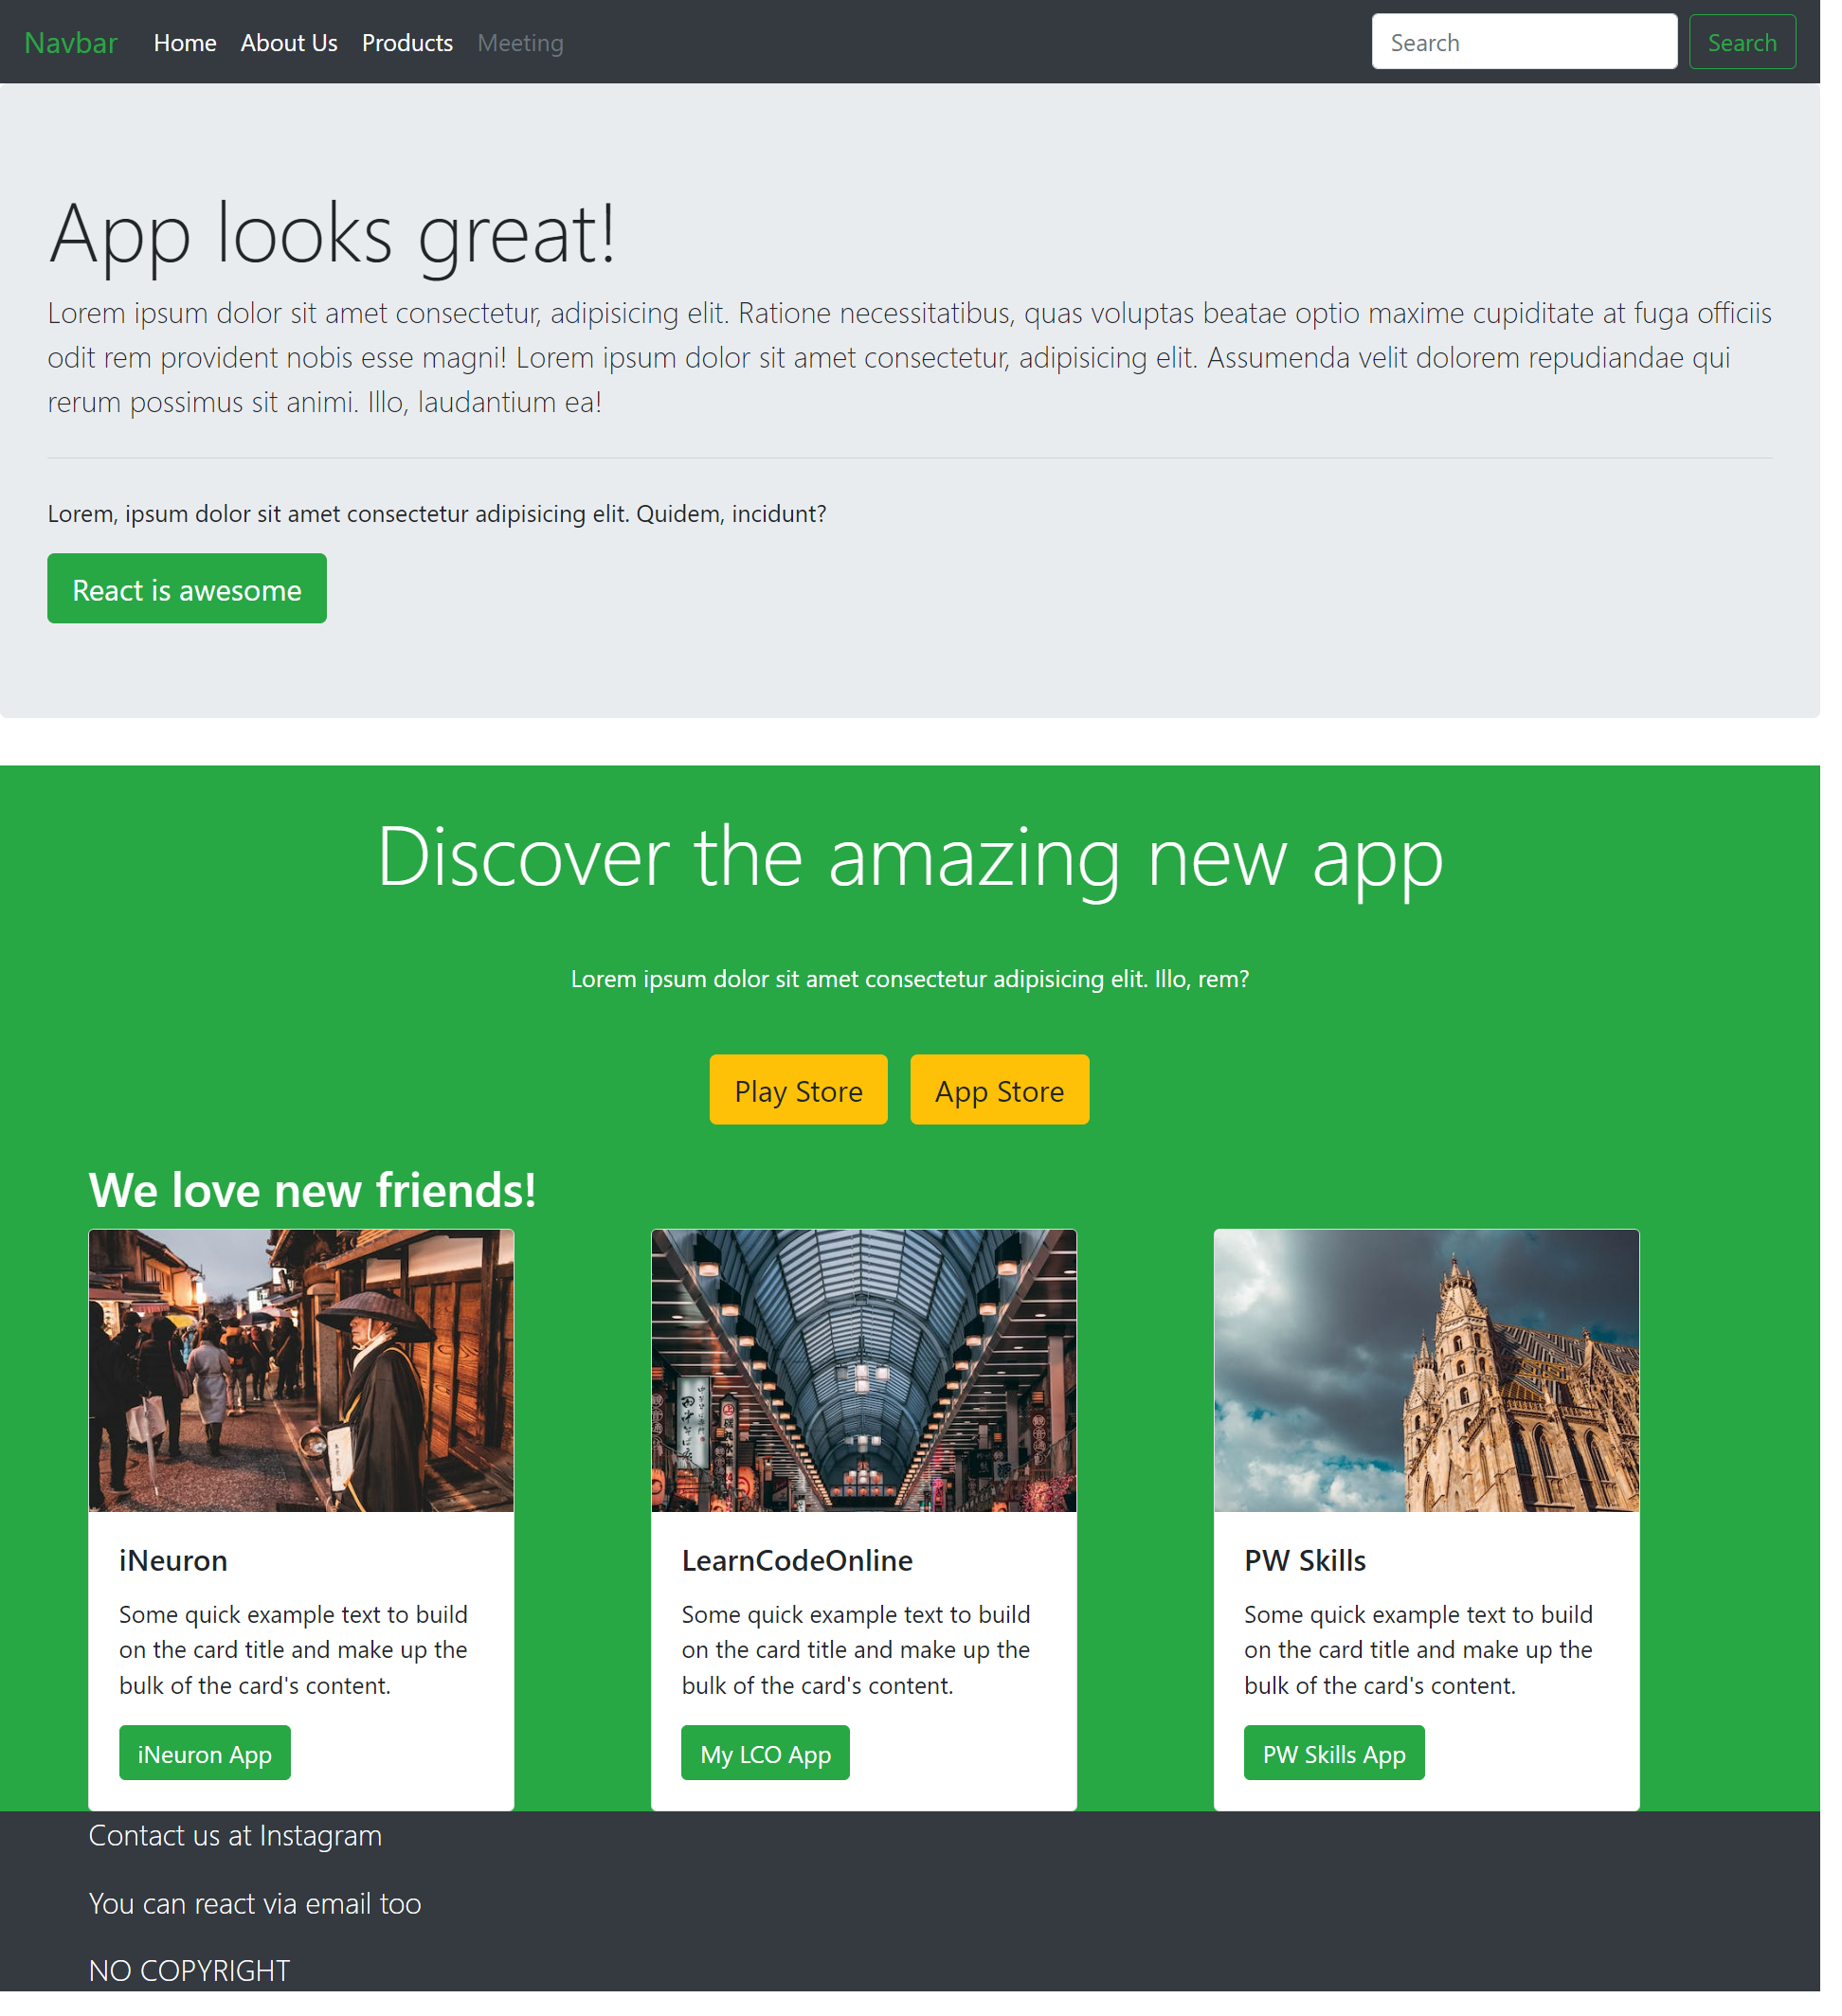 Navbar Home About Us Products Meeting Search Search
App looks great!
Lorem ipsum dolor sit amet consectetur, adipisicing elit. Ratione necessitatibus, quas voluptas beatae optio maxime cupiditate at fuga officiis
odit rem provident nobis esse magni! Lorem ipsum dolor sit amet consectetur, adipisicing elit. Assumenda velit dolorem repudiandae qui
rerum possimus sit animi. Illo, laudantium ea!
Lorem, ipsum dolor sit amet consectetur adipisicing elit. Quidem, incidunt?
React is awesome
Discover the amazing new app
Lorem ipsum dolor sit amet consectetur adipisicing elit. Illo, rem?
Play Store App Store
We love new friends!
iNeuron
Some quick example text to build
on the card title and make up the
bulk of the card's content.
iNeuron App
LearnCodeOnline
Some quick example text to build
on the card title and make up the
bulk of the card's content.
My LCO App
PW Skills
Some quick example text to build
on the card title and make up the
bulk of the card's content.
PW Skills App
Contact us at Instagram
You can react via email too
NO COPYRIGHT